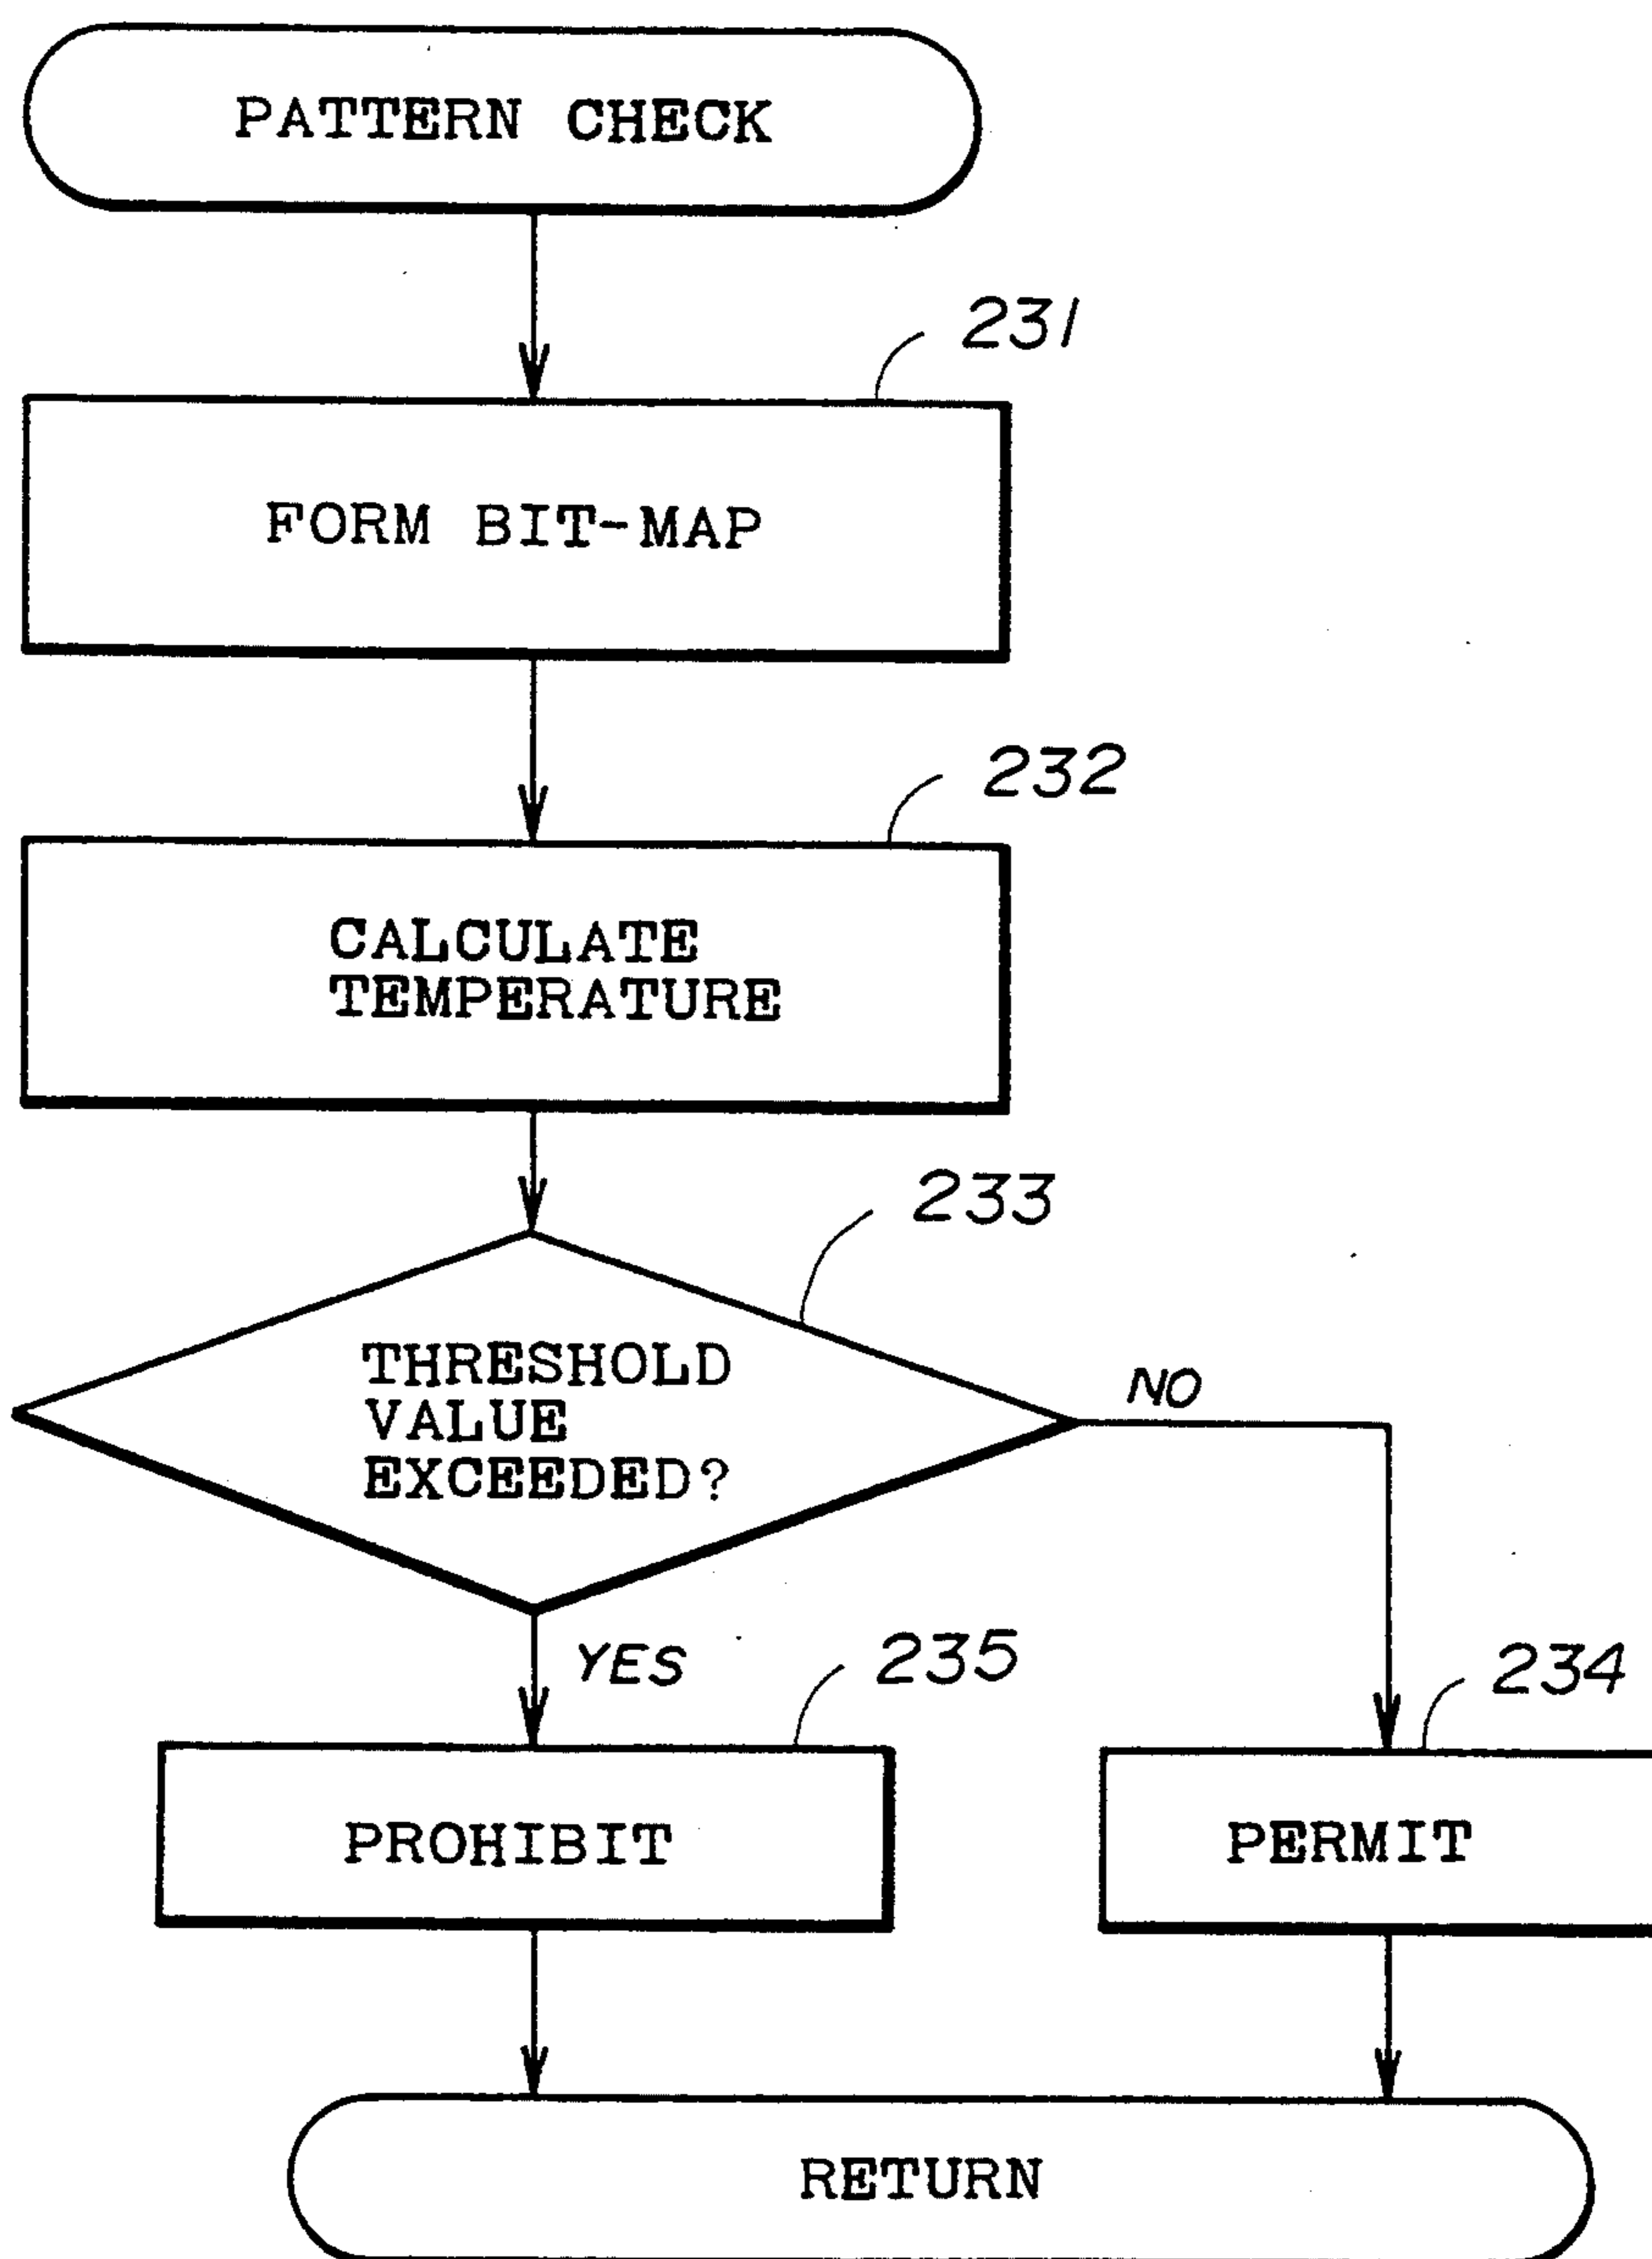 PATTERN CHECK
231
FORM BIT-MAP
232
CALCULATE
TEMPERATURE
233
THRESHOLD
VALUE
EXCEEDED?
NO
YES
235
234
PROHIBIT
PERMIT
RETURN